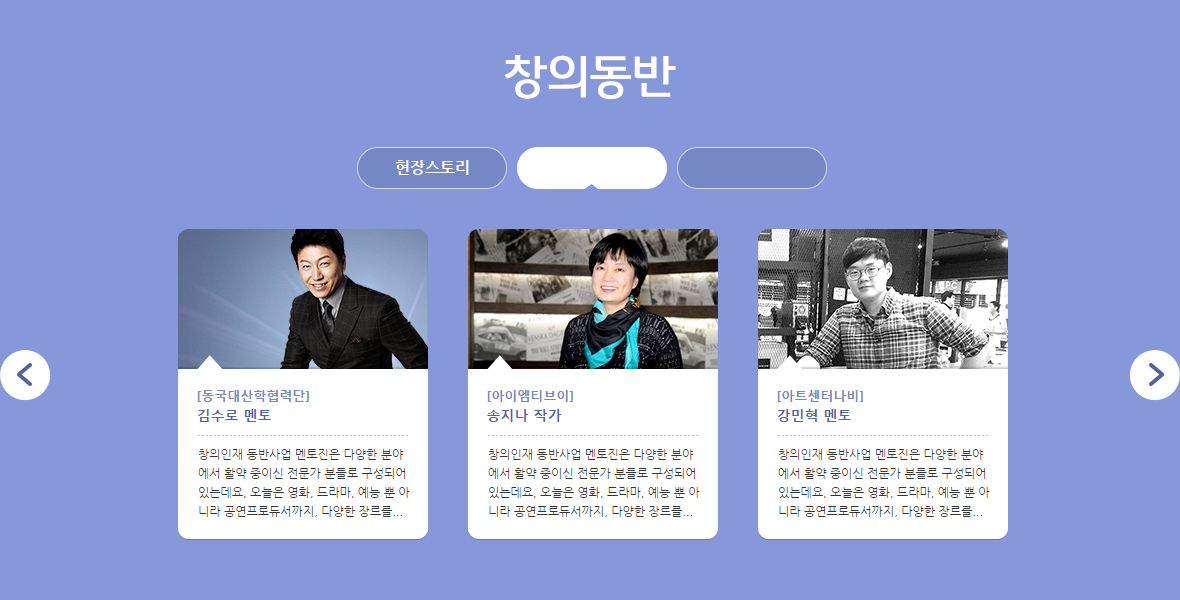 창의동반
현장스토리
[동국대산학협력단]
김수로 멘토
창의인재 동반사업 멘토진은 다양한 분야
에서 활약 중이신 전문가 분들로 구성되어
있는데요, 오늘은 영화, 드라마, 예능 뿐 아
니라 공연프로듀서까지, 다양한 장르를...
[아이엠티브이]
송지나 작가
창의인재 동반사업 멘토진은 다양한 분야
에서 활약 중이신 전문가 분들로 구성되어
있는데요, 오늘은 영화, 드라마, 예능 뿐 아
니라 공연프로듀서까지, 다양한 장르를...
[아트센터나비]
강민혁 멘토
창의인재 동반사업 멘토진은 다양한 분야
에서 활약 중이신 전문가 분들로 구성되어
있는데요, 오늘은 영화, 드라마, 예능 뿐 아
니라 공연프로듀서까지, 다양한 장르를...